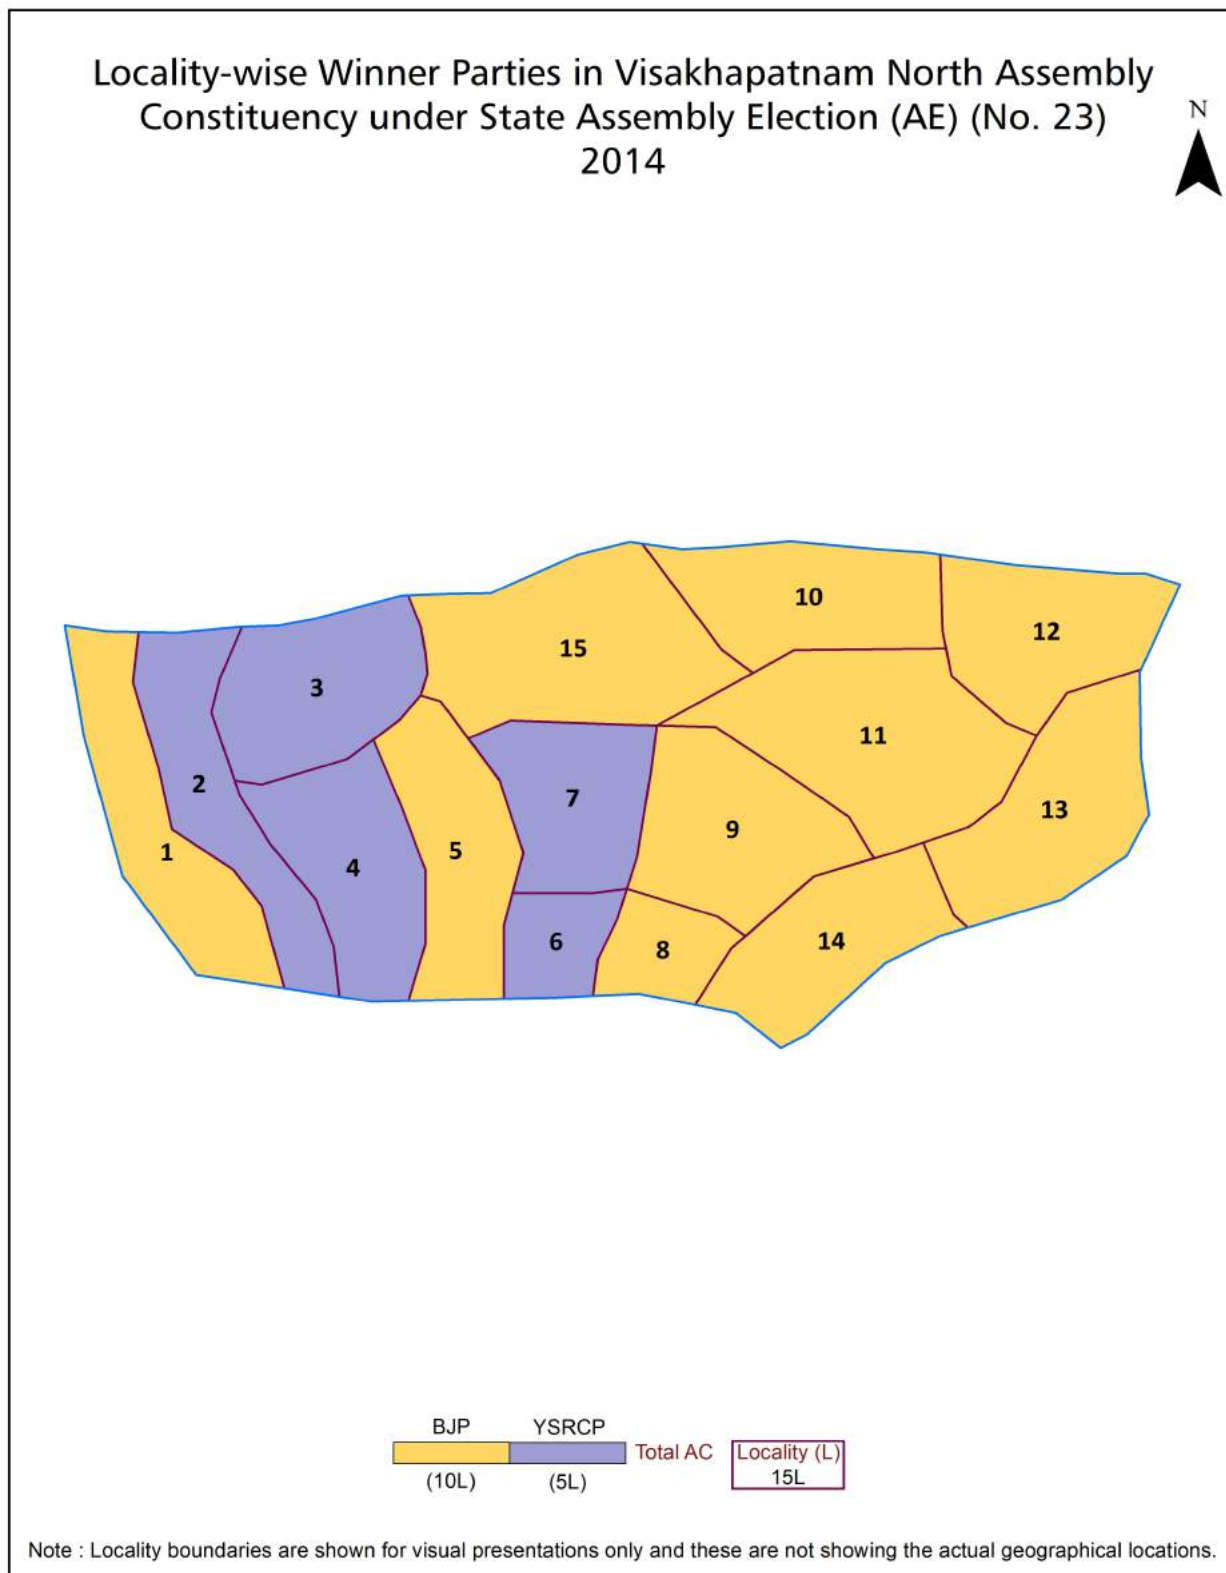 Locality-wise Winner Parties in Visakhapatnam North Assembly
Constituency under State Assembly Election (AE) (No. 23)
2014
N
10
12
15
3
11
2
7
13
9
1
5
4
6
8
14
BJP YSRCP
Total AC Locality (L)
(10L) (5L) 15L
Note : Locality boundaries are shown for visual presentations only and these are not showing the actual geographical locations.